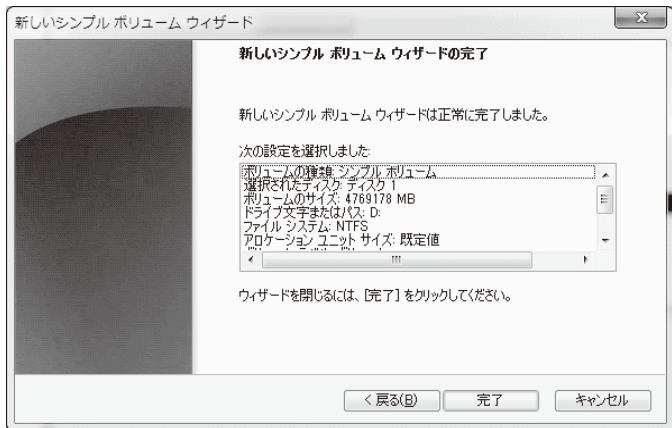 新しいシンプル ボリューム ウィザード
新しいシンプル ボリューム ウィザードの完了
新しいシンプル ボリューム ウィザードは正常に完了しました。
次の設定を選択しました:
ボリュームの種類: シンプル ボリューム
選択されたディスク: ディスク 1
ボリュームのサイズ: 4769178 MB
ドライブ文字またはパス: D:
ファイル システム: NTFS
アロケーション ユニット サイズ: 既定値
ウィザードを閉じるには、[完了] をクリックしてください。
< 戻る(B)
完了
キャンセル